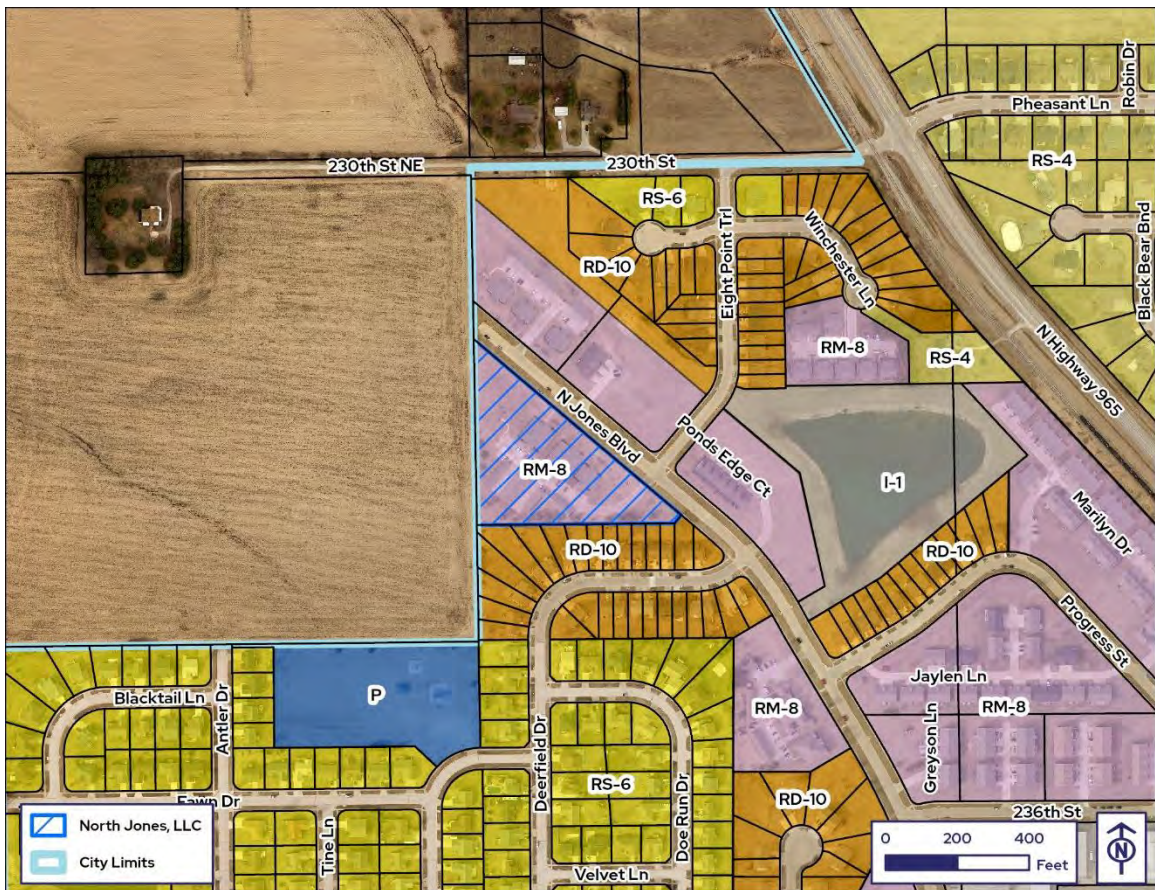 Pheasant Ln
Robin Dr
RS-4
230th St NE
230th St
RS-6
Eight Point Trl
Winchester Ln
RD-10
Black Bear Bnd
N Highway 965
RM-8
RS-4
N Jones Blvd
Ponds Edge Ct
RM-8
I-1
Marilyn Dr
RD-10
RD-10
Progress St
Jaylen Ln
Blacktail Ln
Antler Dr
P
RM-8
RM-8
Greyson Ln
Deerfield Dr
RS-6
Doe Run Dr
Fawn Dr
RD-10
236th St
Tine Ln
Velvet Ln
North Jones, LLC
City Limits
0 200 400
Feet
N